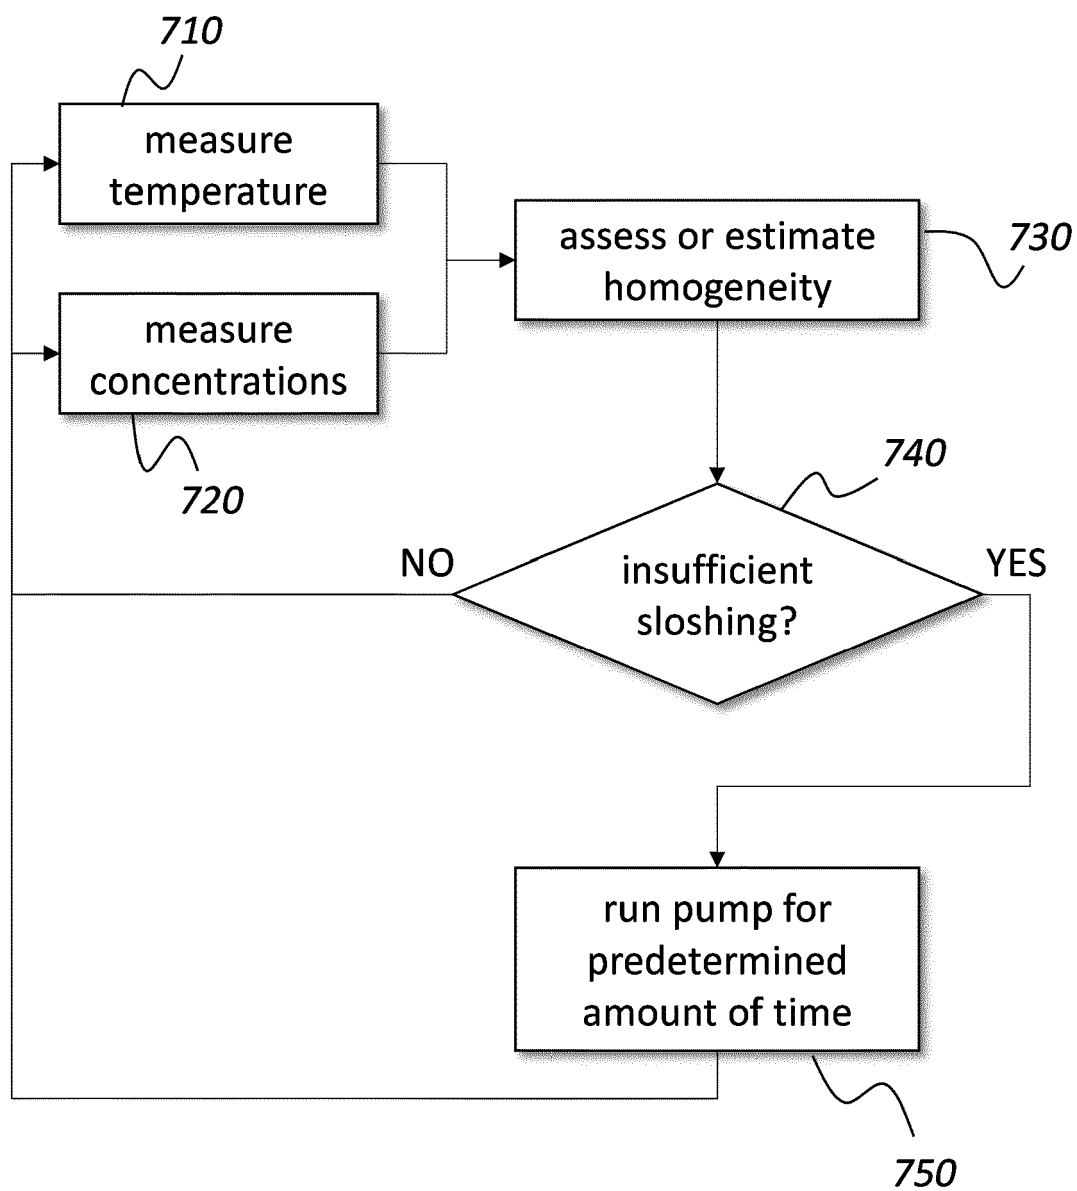 710
measure
temperature
assess or estimate
homogeneity
730
measure
concentrations
720
740
NO
insufficient
sloshing?
YES
run pump for
predetermined
amount of time
750